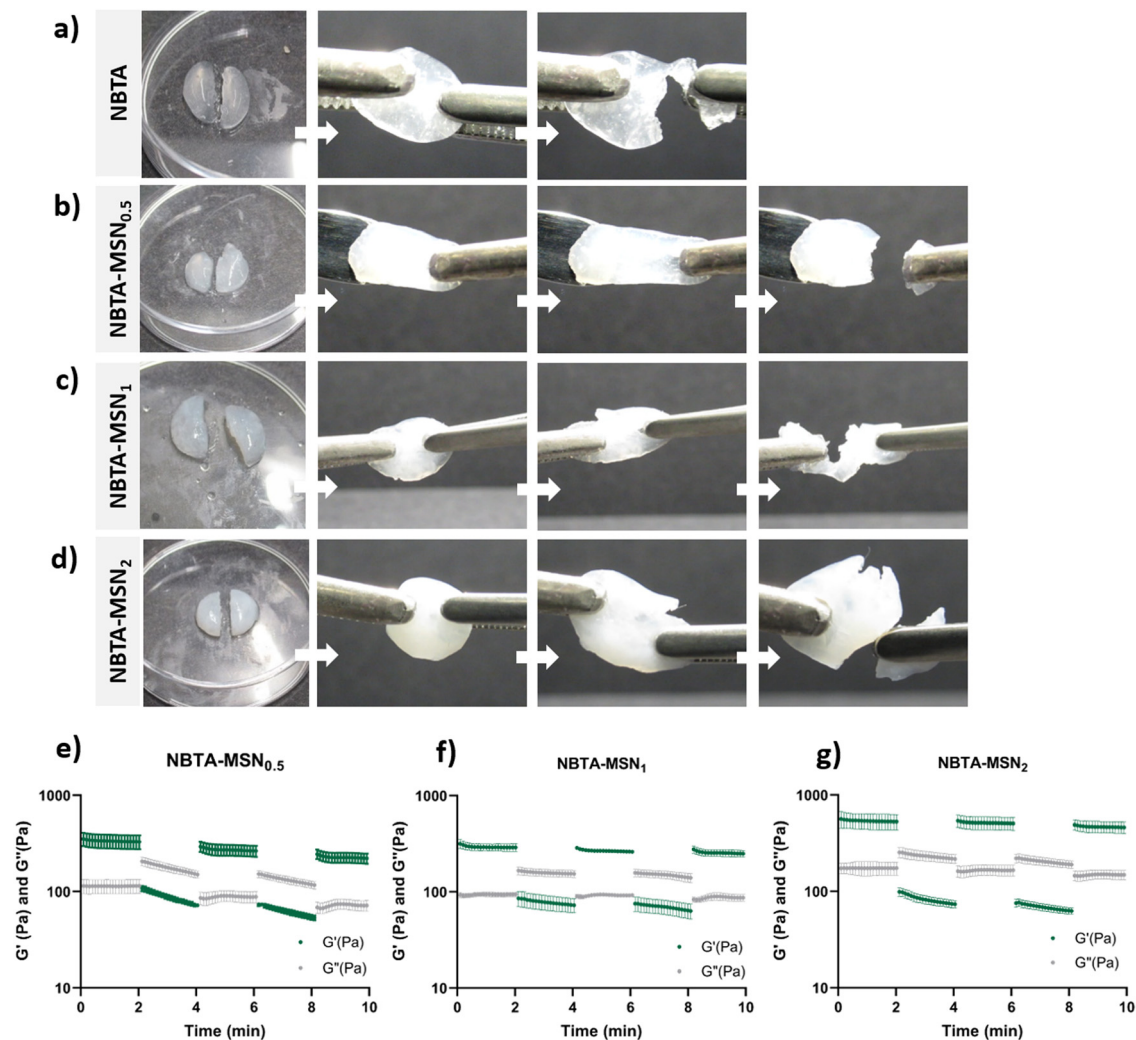 a)
NBTA
b)
NBTA-MSN0.5
c)
NBTA-MSN1
d)
NBTA-MSN2
e)
NBTA-MSN0.5
f)
NBTA-MSN1
g)
NBTA-MSN2
G' (Pa) and G"(Pa)
1000
100
10
0 2 4 6 8 10
Time (min)
G'(Pa)
G"(Pa)
G' (Pa) and G"(Pa)
1000
100
10
0 2 4 6 8 10
Time (min)
G'(Pa)
G"(Pa)
G' (Pa) and G"(Pa)
1000
100
10
0 2 4 6 8 10
Time (min)
G'(Pa)
G"(Pa)